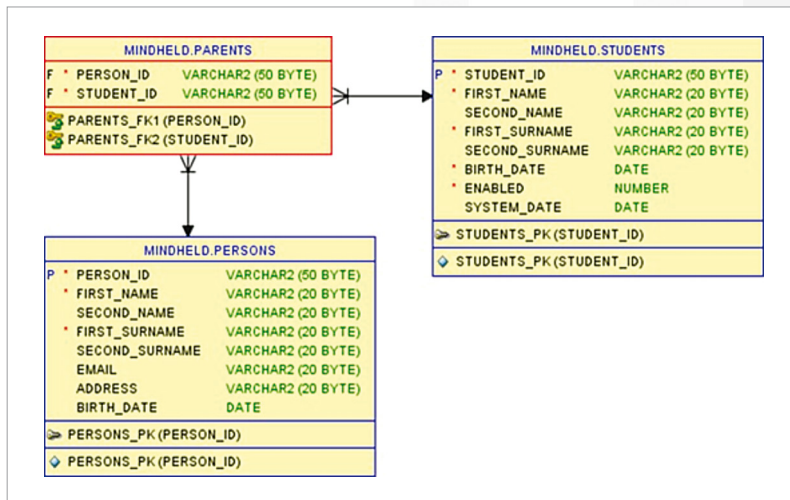 MINDHELD.PARENTS
F * PERSON_ID VARCHAR2 (50 BYTE)
F * STUDENT_ID VARCHAR2 (50 BYTE)
PARENTS_FK1 (PERSON_ID)
PARENTS_FK2 (STUDENT_ID)
MINDHELD.STUDENTS
P * STUDENT_ID VARCHAR2 (50 BYTE)
* FIRST_NAME VARCHAR2 (20 BYTE)
SECOND_NAME VARCHAR2 (20 BYTE)
* FIRST_SURNAME VARCHAR2 (20 BYTE)
SECOND_SURNAME VARCHAR2 (20 BYTE)
* BIRTH_DATE DATE
* ENABLED NUMBER
SYSTEM_DATE DATE
STUDENTS_PK (STUDENT_ID)
STUDENTS_PK (STUDENT_ID)
MINDHELD.PERSONS
P * PERSON_ID VARCHAR2 (50 BYTE)
* FIRST_NAME VARCHAR2 (20 BYTE)
SECOND_NAME VARCHAR2 (20 BYTE)
* FIRST_SURNAME VARCHAR2 (20 BYTE)
SECOND_SURNAME VARCHAR2 (20 BYTE)
EMAIL VARCHAR2 (20 BYTE)
ADDRESS VARCHAR2 (20 BYTE)
BIRTH_DATE DATE
PERSONS_PK (PERSON_ID)
PERSONS_PK (PERSON_ID)